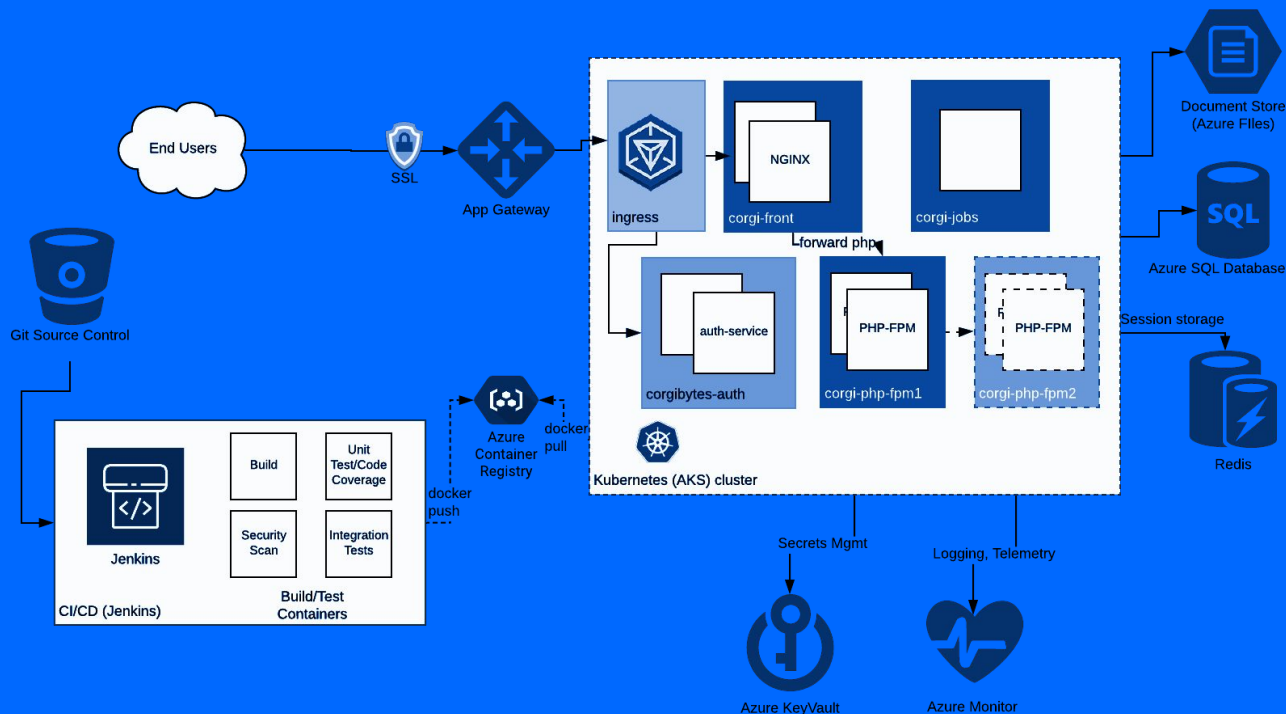 Document Store
(Azure FIles)
End Users
SSL
App Gateway
ingress
NGINX
corgi-front
corgi-jobs
forward php
SQL
Azure SQL Database
Git Source Control
auth-service
corgibytes-auth
PHP-FPM
corgi-php-fpm1
PHP-FPM
corgi-php-fpm2
Session storage
Redis
Azure
Container
Registry
docker
pull
docker
push
Kubernetes (AKS) cluster
Jenkins
Build
Unit
Test/Code
Coverage
Security
Scan
Integration
Tests
Build/Test
Containers
CI/CD (Jenkins)
Secrets Mgmt
Logging, Telemetry
Azure KeyVault
Azure Monitor